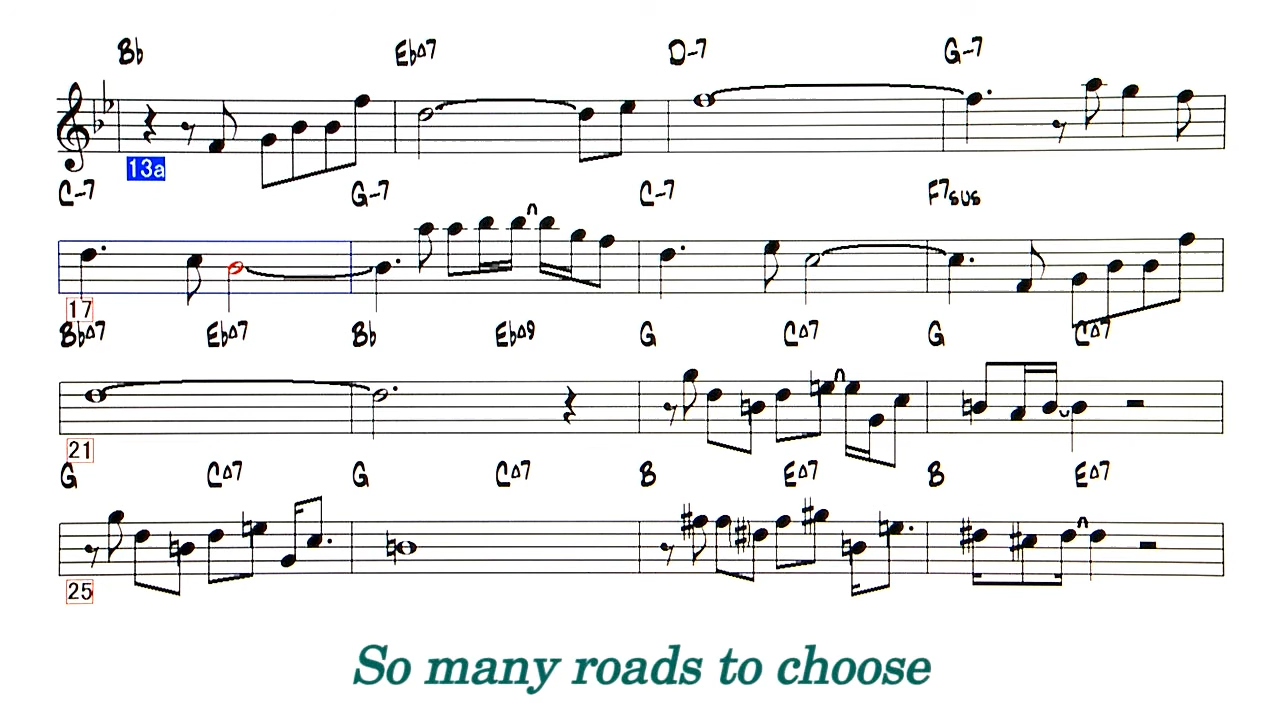 Bb Eb△7 D-7 G-7
13a
C-7 G-7 C-7 F7sus
17
Bb△7 Eb△7 Bb Eb△9 G C△7 G C△7
21
G C△7 G C△7 B E△7 B E△7
25
So many roads to choose